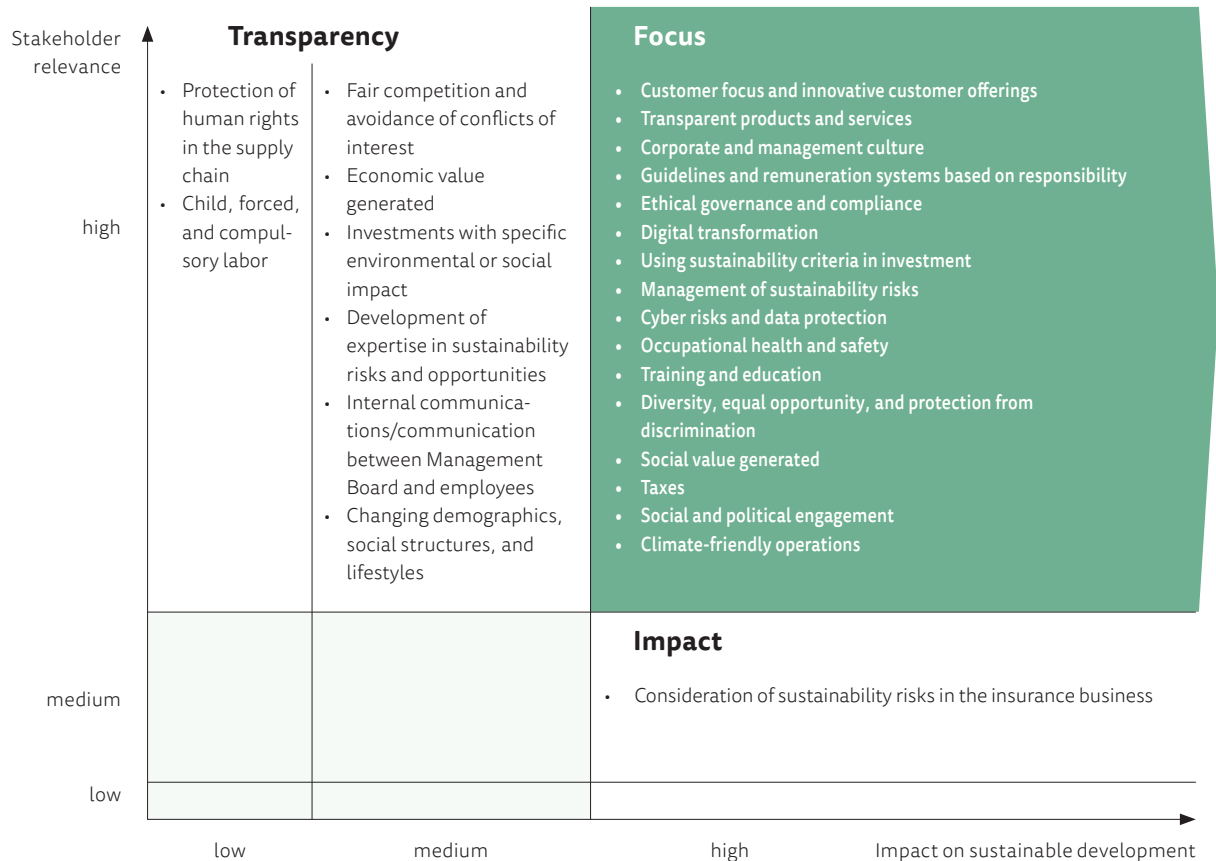 Stakeholder
relevance
Transparency
Focus
• Protection of
human rights
in the supply
chain
• Child, forced,
and compul-
sory labor
• Fair competition and
avoidance of conflicts of
interest
• Economic value
generated
• Investments with specific
environmental or social
impact
• Development of
expertise in sustainability
risks and opportunities
• Internal communica-
tions/communication
between Management
Board and employees
• Changing demographics,
social structures, and
lifestyles
• Customer focus and innovative customer offerings
• Transparent products and services
• Corporate and management culture
• Guidelines and remuneration systems based on responsibility
• Ethical governance and compliance
• Digital transformation
• Using sustainability criteria in investment
• Management of sustainability risks
• Cyber risks and data protection
• Occupational health and safety
• Training and education
• Diversity, equal opportunity, and protection from
discrimination
• Social value generated
• Taxes
• Social and political engagement
• Climate-friendly operations
high
Impact
• Consideration of sustainability risks in the insurance business
medium
low
low
medium
high
Impact on sustainable development